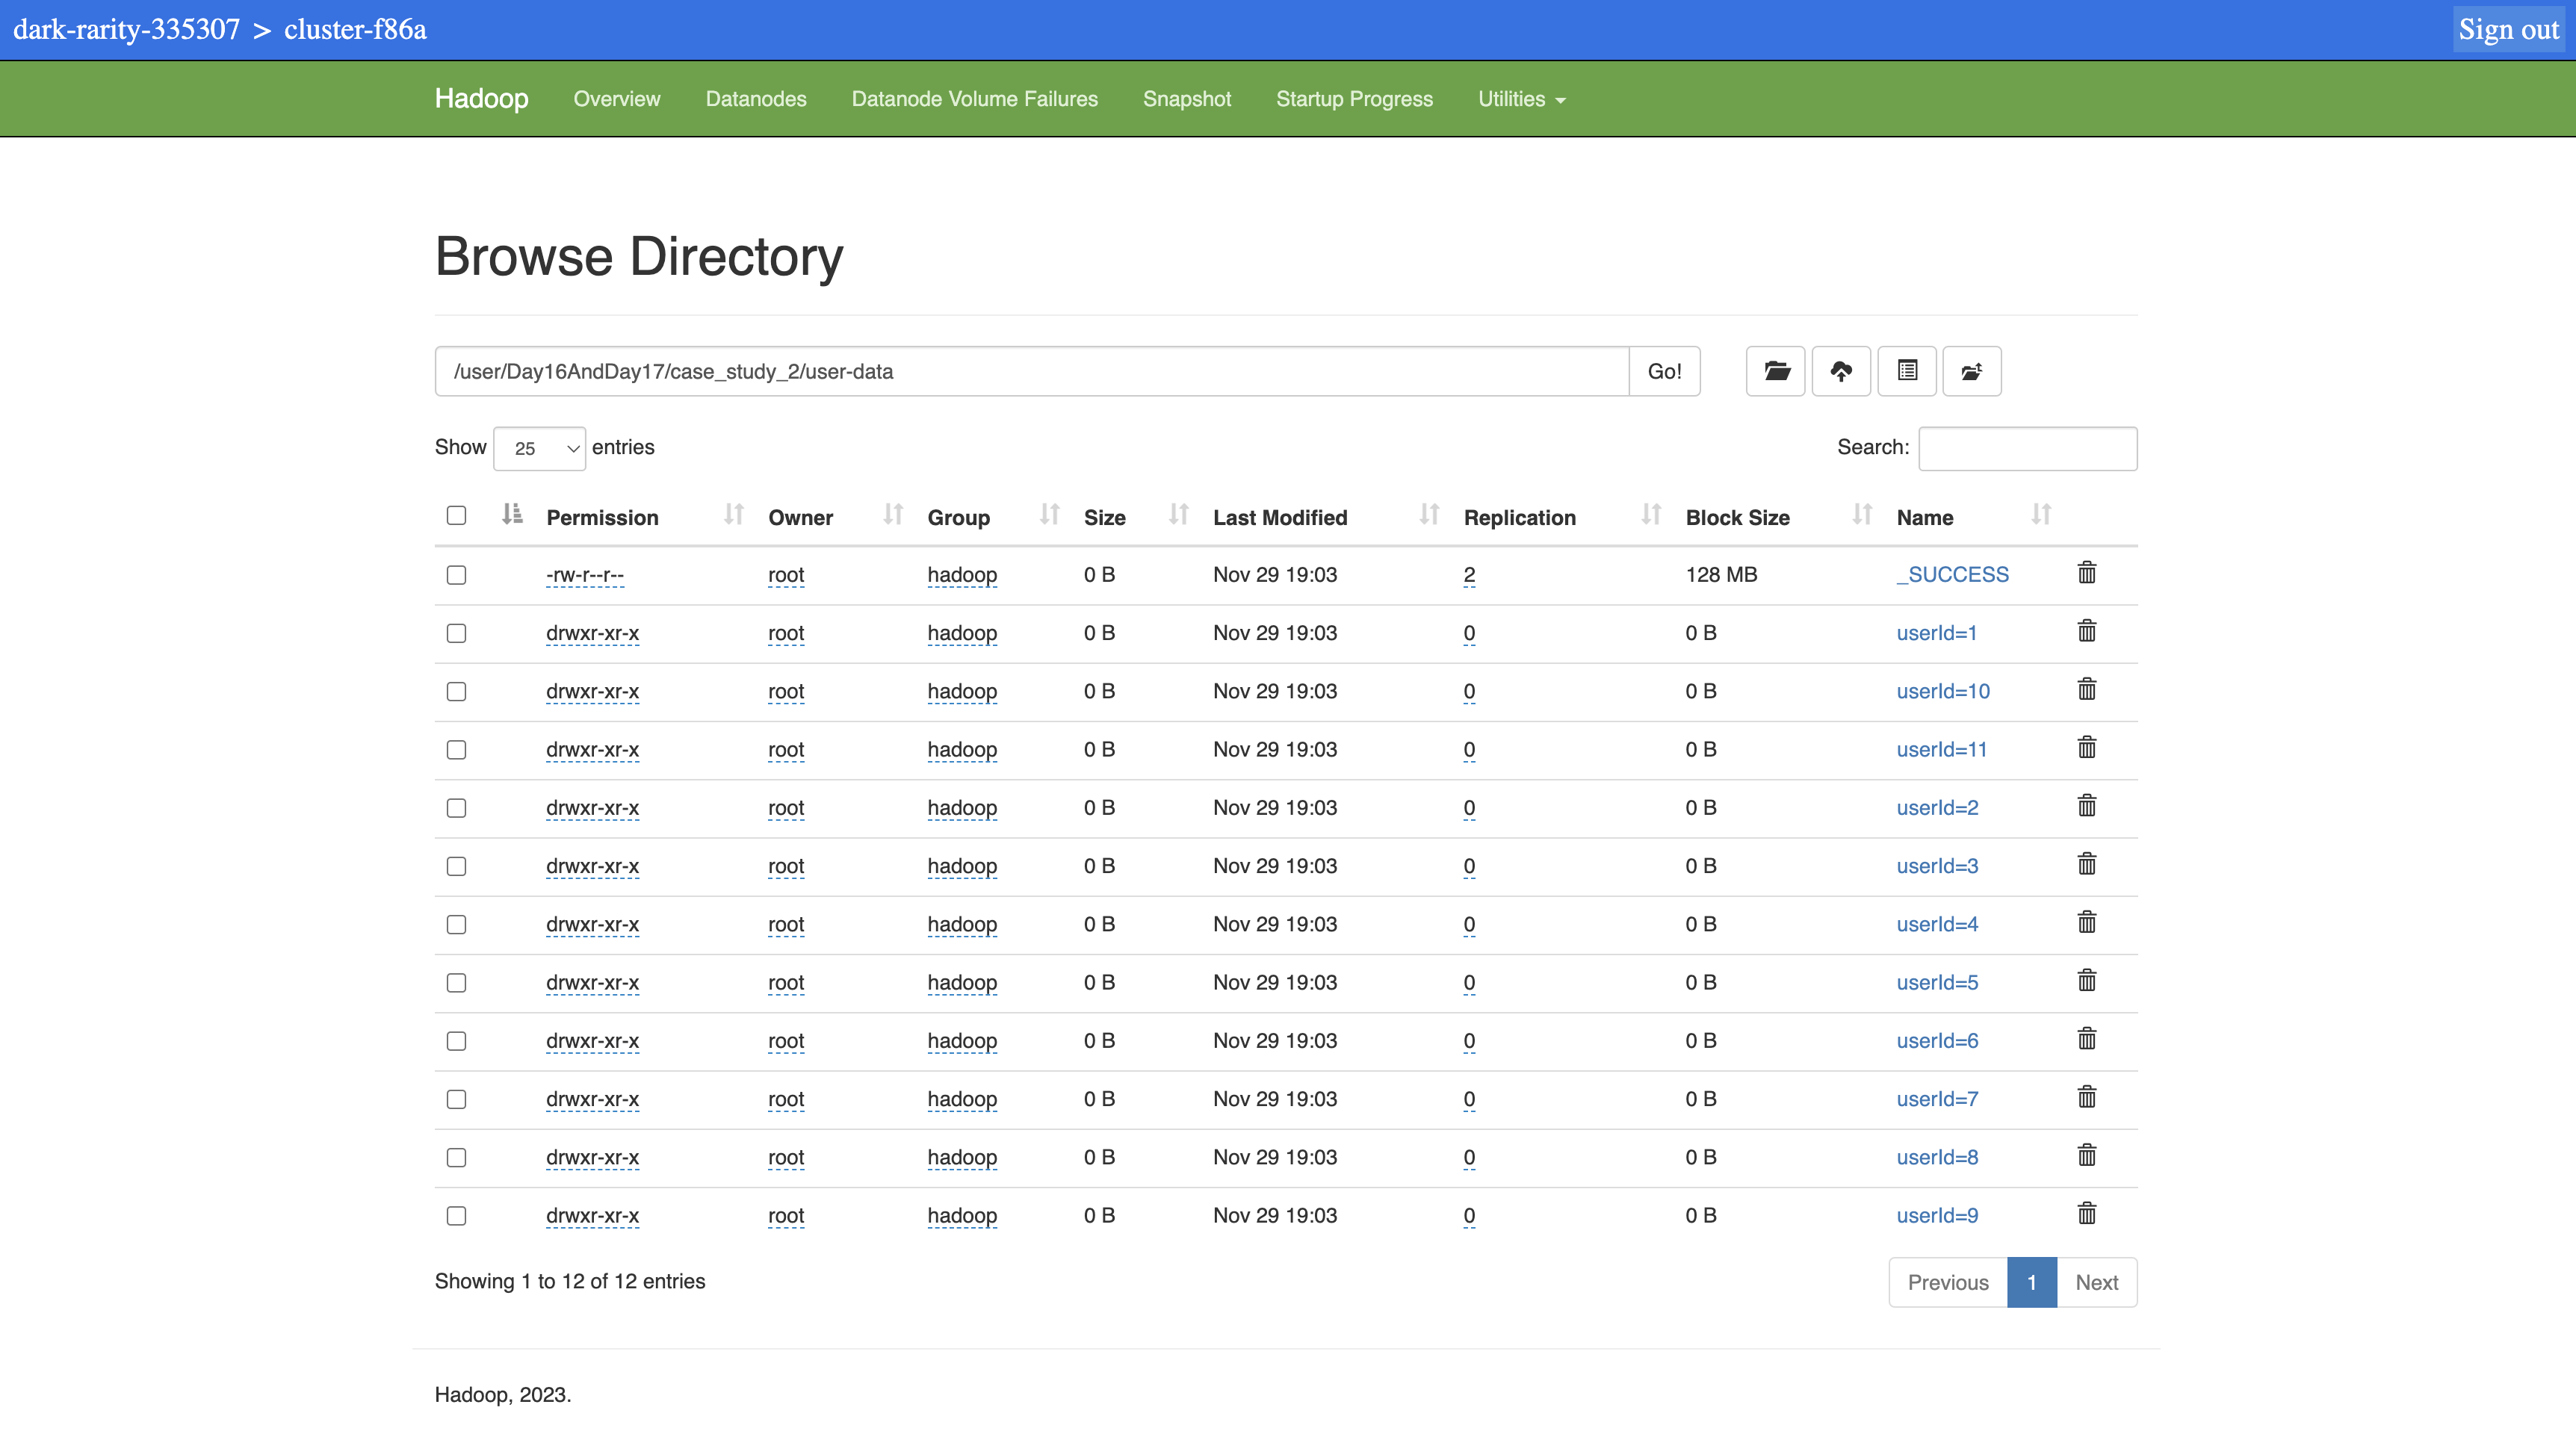 dark-rarity-335307 > cluster-f86a Sign out
Hadoop Overview Datanodes Datanode Volume Failures Snapshot Startup Progress Utilities
Browse Directory
/user/Day16AndDay17/case_study_2/user-data Go!
Show 25 entries Search:
Permission Owner Group Size Last Modified Replication Block Size Name
-rw-r--r-- root hadoop 0 B Nov 29 19:03 2 128 MB _SUCCESS
drwxr-xr-x root hadoop 0 B Nov 29 19:03 0 0 B userId=1
drwxr-xr-x root hadoop 0 B Nov 29 19:03 0 0 B userId=10
drwxr-xr-x root hadoop 0 B Nov 29 19:03 0 0 B userId=11
drwxr-xr-x root hadoop 0 B Nov 29 19:03 0 0 B userId=2
drwxr-xr-x root hadoop 0 B Nov 29 19:03 0 0 B userId=3
drwxr-xr-x root hadoop 0 B Nov 29 19:03 0 0 B userId=4
drwxr-xr-x root hadoop 0 B Nov 29 19:03 0 0 B userId=5
drwxr-xr-x root hadoop 0 B Nov 29 19:03 0 0 B userId=6
drwxr-xr-x root hadoop 0 B Nov 29 19:03 0 0 B userId=7
drwxr-xr-x root hadoop 0 B Nov 29 19:03 0 0 B userId=8
drwxr-xr-x root hadoop 0 B Nov 29 19:03 0 0 B userId=9
Showing 1 to 12 of 12 entries Previous 1 Next
Hadoop, 2023.